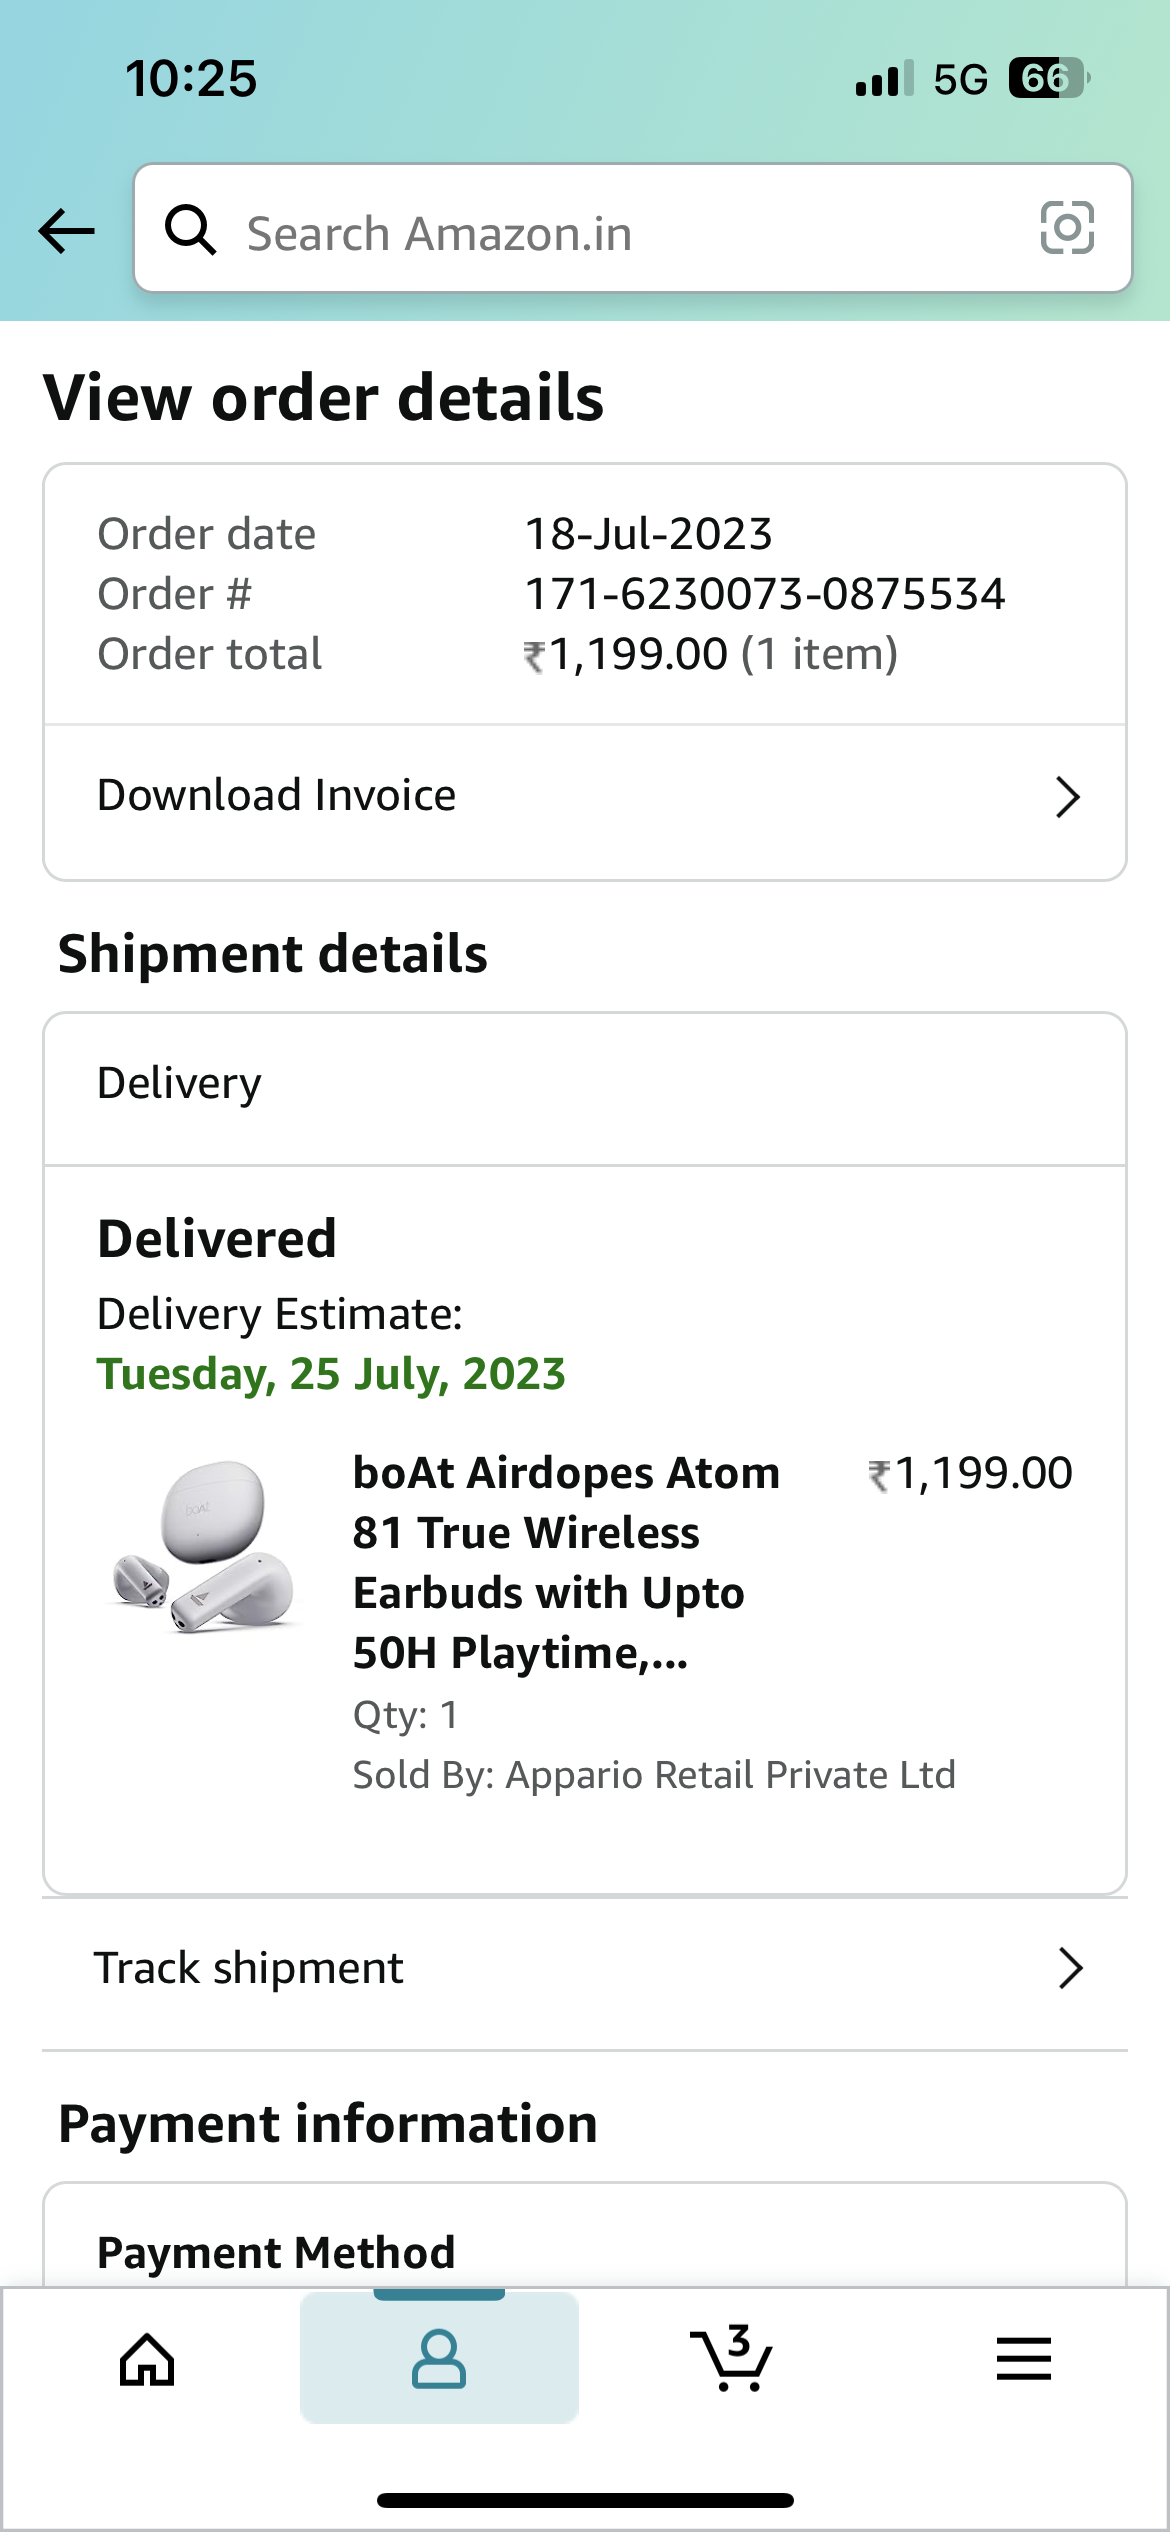 10:25
5G 66
Search Amazon.in
View order details
Order date 18-Jul-2023
Order # 171-6230073-0875534
Order total ₹1,199.00 (1 item)
Download Invoice
Shipment details
Delivery
Delivered
Delivery Estimate:
Tuesday, 25 July, 2023
boAt Airdopes Atom ₹1,199.00
81 True Wireless
Earbuds with Upto
50H Playtime,...
Qty: 1
Sold By: Appario Retail Private Ltd
boAt
Track shipment
Payment information
Payment Method
3